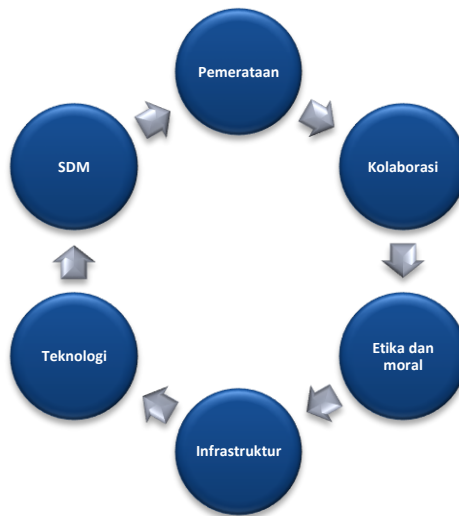 Pemerataan
Kolaborasi
Etika dan
moral
Infrastruktur
Teknologi
SDM